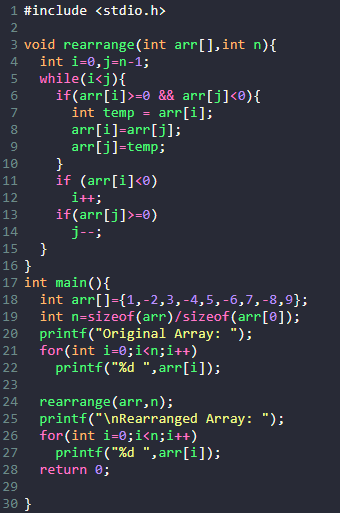 1 #include <stdio.h>
2
3 void rearrange(int arr[],int n){
4   int i=0,j=n-1;
5   while(i<j){
6     if(arr[i]>=0 && arr[j]<0){
7       int temp = arr[i];
8       arr[i]=arr[j];
9       arr[j]=temp;
10     }
11     if (arr[i]<0)
12       i++;
13     if(arr[j]>=0)
14       j--;
15   }
16 }
17 int main(){
18   int arr[]={1,-2,3,-4,5,-6,7,-8,9};
19   int n=sizeof(arr)/sizeof(arr[0]);
20   printf("Original Array: ");
21   for(int i=0;i<n;i++)
22     printf("%d ",arr[i]);
23
24   rearrange(arr,n);
25   printf("\nRearranged Array: ");
26   for(int i=0;i<n;i++)
27     printf("%d ",arr[i]);
28   return 0;
29
30 }